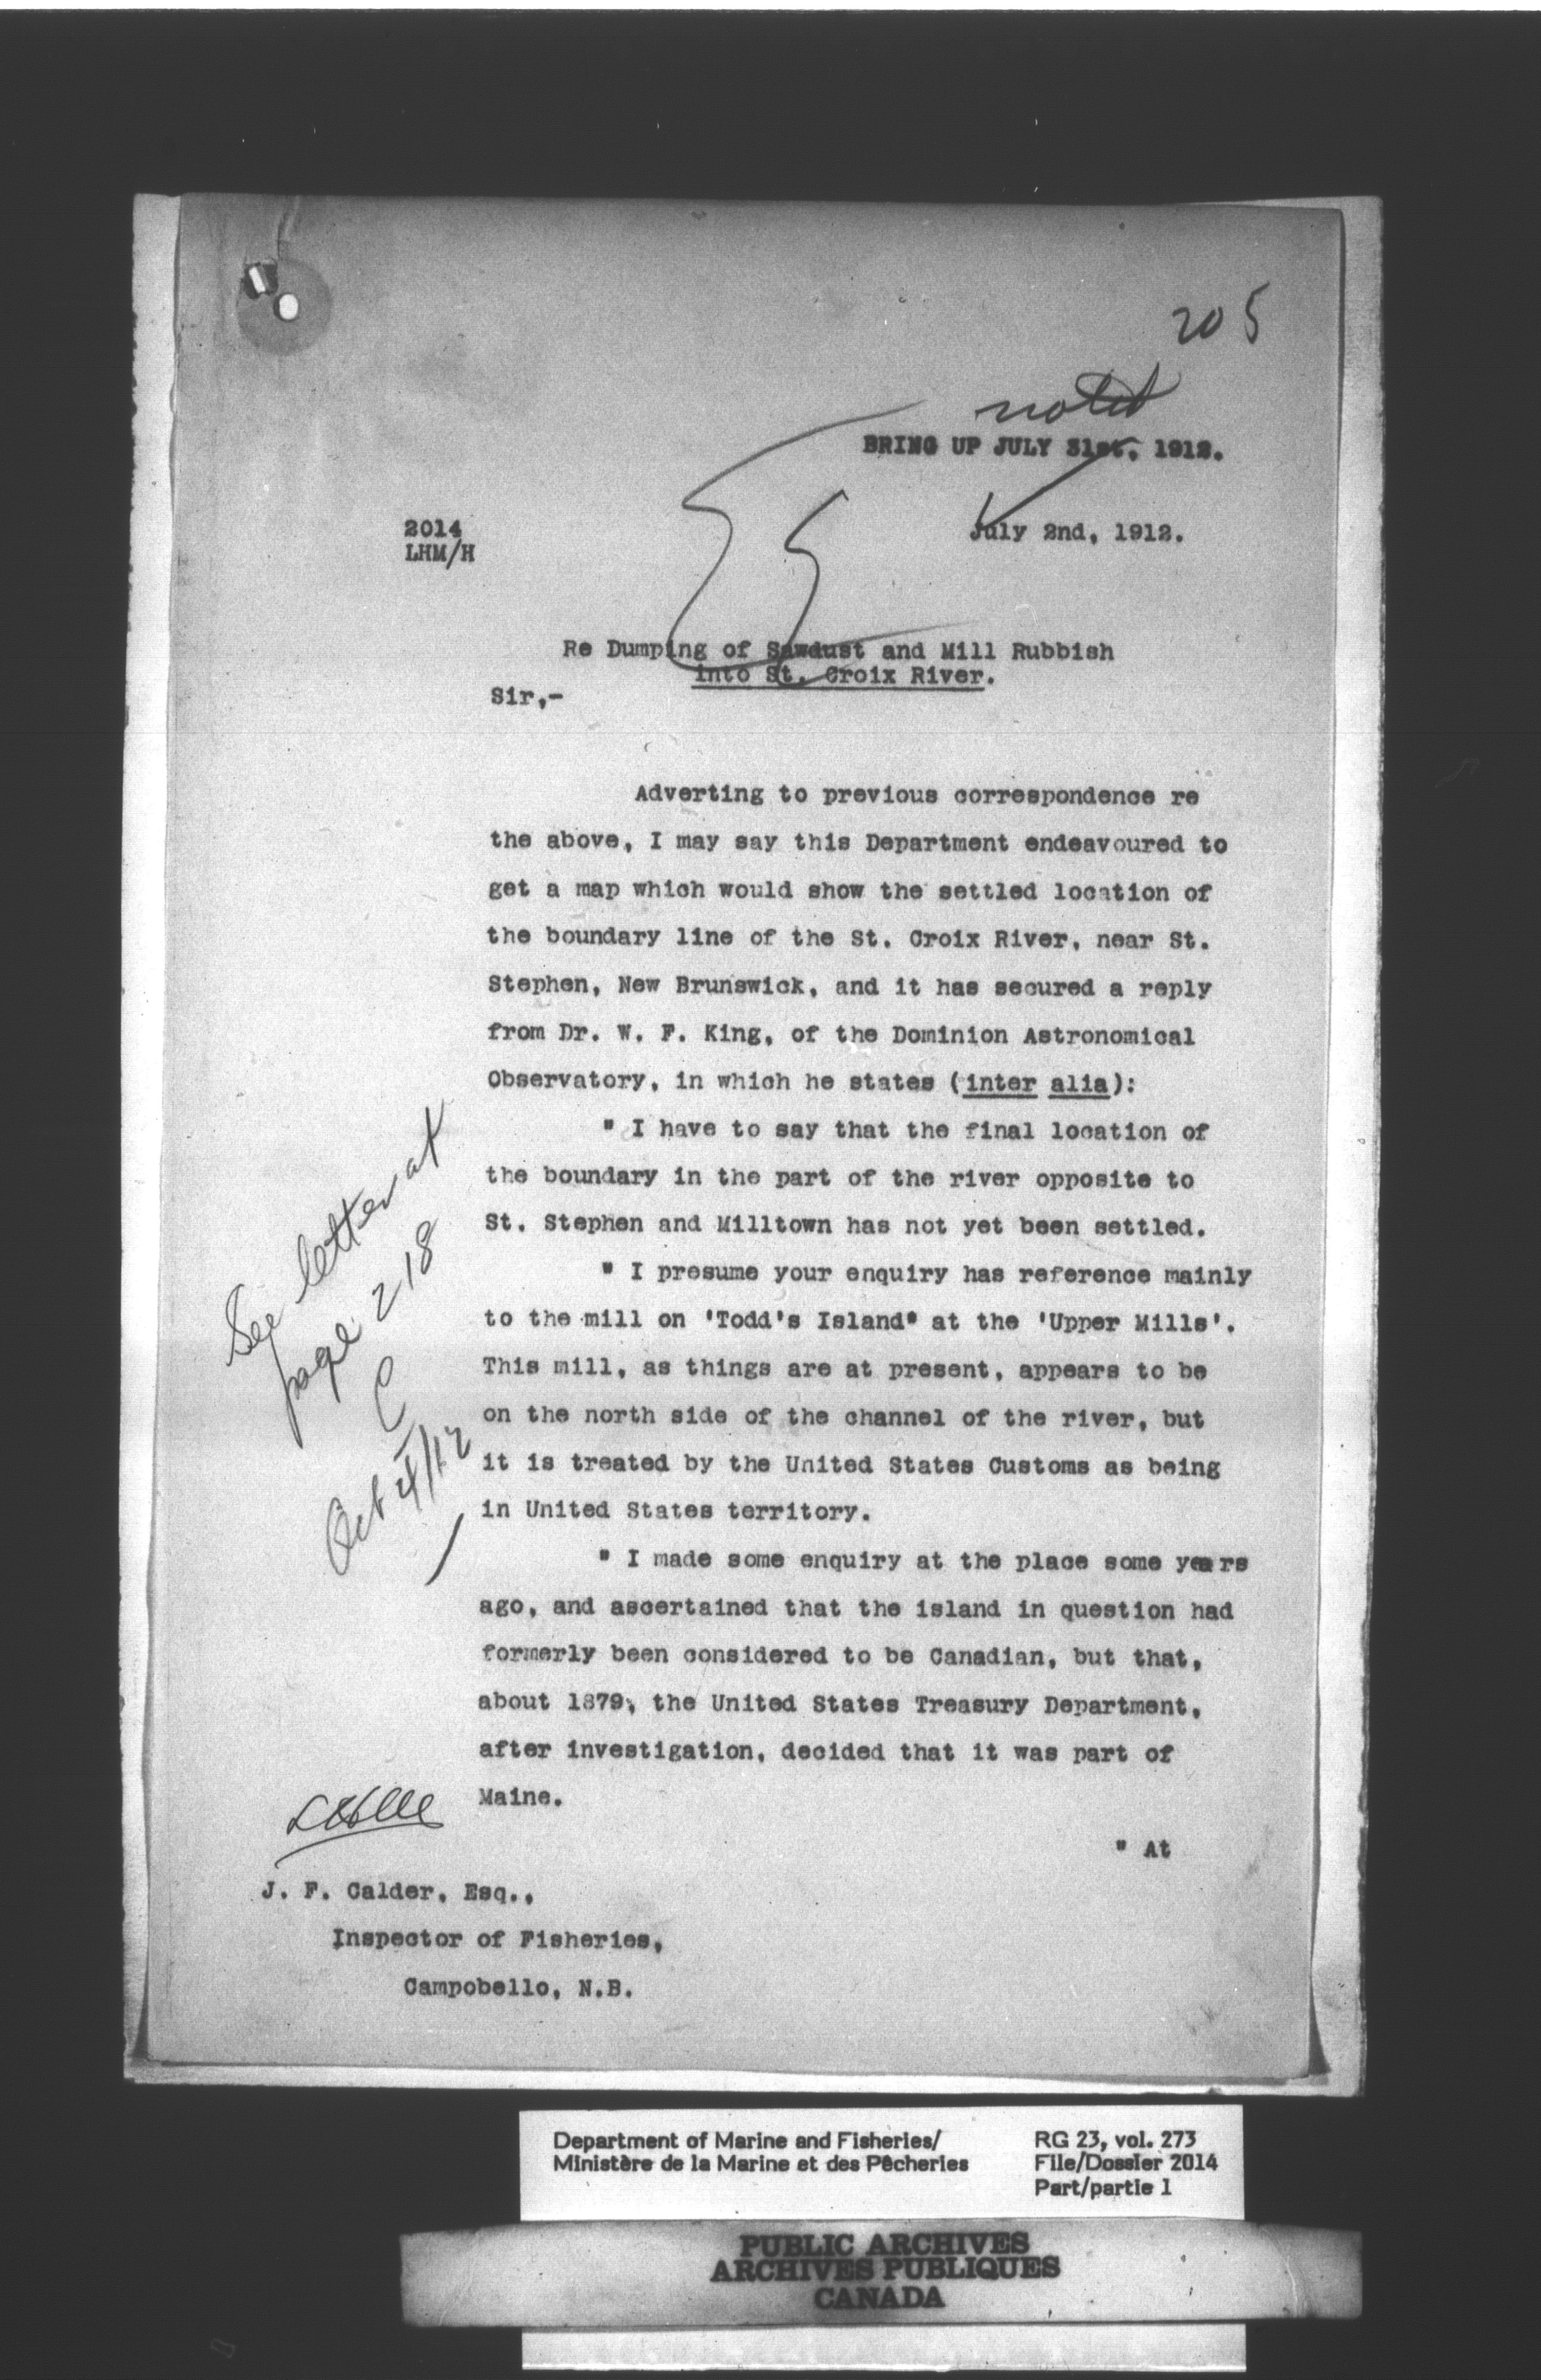 205
noted
BRING UP JULY 31st, 1912.
2014
LHM/H
July 2nd, 1912.
Re Dumping of Sawdust and Mill Rubbish
into St. Croix River.
Sir,-
Adverting to previous correspondence re
the above, I may say this Department endeavoured to
get a map which would show the settled location of
the boundary line of the St. Croix River, near St.
Stephen, New Brunswick, and it has secured a reply
from Dr. W. F. King, of the Dominion Astronomical
Observatory, in which he states (inter alia):
" I have to say that the final location of
the boundary in the part of the river opposite to
St. Stephen and Milltown has not yet been settled.
" I presume your enquiry has reference mainly
to the mill on 'Todd's Island" at the 'Upper Mills'.
This mill, as things are at present, appears to be
on the north side of the channel of the river, but
it is treated by the United States Customs as being
in United States territory.
" I made some enquiry at the place some years
ago, and ascertained that the island in question had
formerly been considered to be Canadian, but that,
about 1879, the United States Treasury Department,
after investigation, decided that it was part of
Maine.
" At
See letter at
page 218
C
Oct 4/12
J. F. Calder, Esq.,
Inspector of Fisheries,
Campobello, N.B.
Department of Marine and Fisheries/
Ministère de la Marine et des Pêcheries
RG 23, vol. 273
File/Dossier 2014
Part/partie 1
PUBLIC ARCHIVES
ARCHIVES PUBLIQUES
CANADA